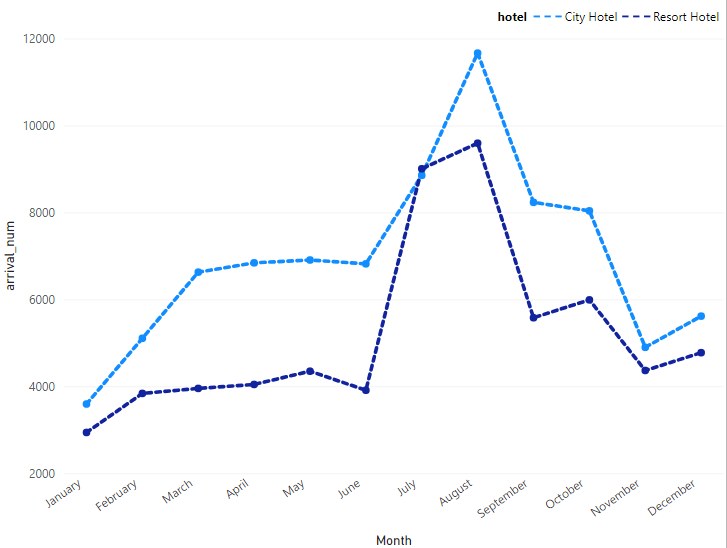 hotel City Hotel Resort Hotel
12000
10000
8000
6000
4000
2000
arrival_num
January February March April May June July August September October November December
Month